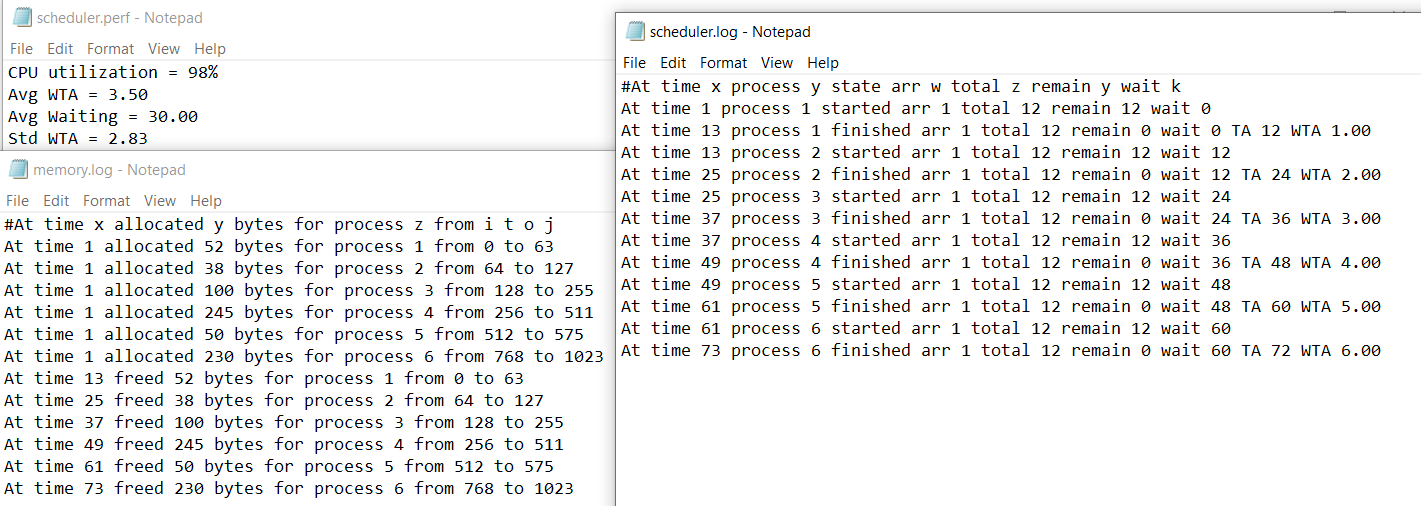 scheduler.perf - Notepad
File Edit Format View Help
CPU utilization = 98%
Avg WTA = 3.50
Avg Waiting = 30.00
Std WTA = 2.83
memory.log - Notepad
File Edit Format View Help
#At time x allocated y bytes for process z from i t o j
At time 1 allocated 52 bytes for process 1 from 0 to 63
At time 1 allocated 38 bytes for process 2 from 64 to 127
At time 1 allocated 100 bytes for process 3 from 128 to 255
At time 1 allocated 245 bytes for process 4 from 256 to 511
At time 1 allocated 50 bytes for process 5 from 512 to 575
At time 1 allocated 230 bytes for process 6 from 768 to 1023
At time 13 freed 52 bytes for process 1 from 0 to 63
At time 25 freed 38 bytes for process 2 from 64 to 127
At time 37 freed 100 bytes for process 3 from 128 to 255
At time 49 freed 245 bytes for process 4 from 256 to 511
At time 61 freed 50 bytes for process 5 from 512 to 575
At time 73 freed 230 bytes for process 6 from 768 to 1023
scheduler.log - Notepad
File Edit Format View Help
#At time x process y state arr w total z remain y wait k
At time 1 process 1 started arr 1 total 12 remain 12 wait 0
At time 13 process 1 finished arr 1 total 12 remain 0 wait 0 TA 12 WTA 1.00
At time 13 process 2 started arr 1 total 12 remain 12 wait 12
At time 25 process 2 finished arr 1 total 12 remain 0 wait 12 TA 24 WTA 2.00
At time 25 process 3 started arr 1 total 12 remain 12 wait 24
At time 37 process 3 finished arr 1 total 12 remain 0 wait 24 TA 36 WTA 3.00
At time 37 process 4 started arr 1 total 12 remain 12 wait 36
At time 49 process 4 finished arr 1 total 12 remain 0 wait 36 TA 48 WTA 4.00
At time 49 process 5 started arr 1 total 12 remain 12 wait 48
At time 61 process 5 finished arr 1 total 12 remain 0 wait 48 TA 60 WTA 5.00
At time 61 process 6 started arr 1 total 12 remain 12 wait 60
At time 73 process 6 finished arr 1 total 12 remain 0 wait 60 TA 72 WTA 6.00